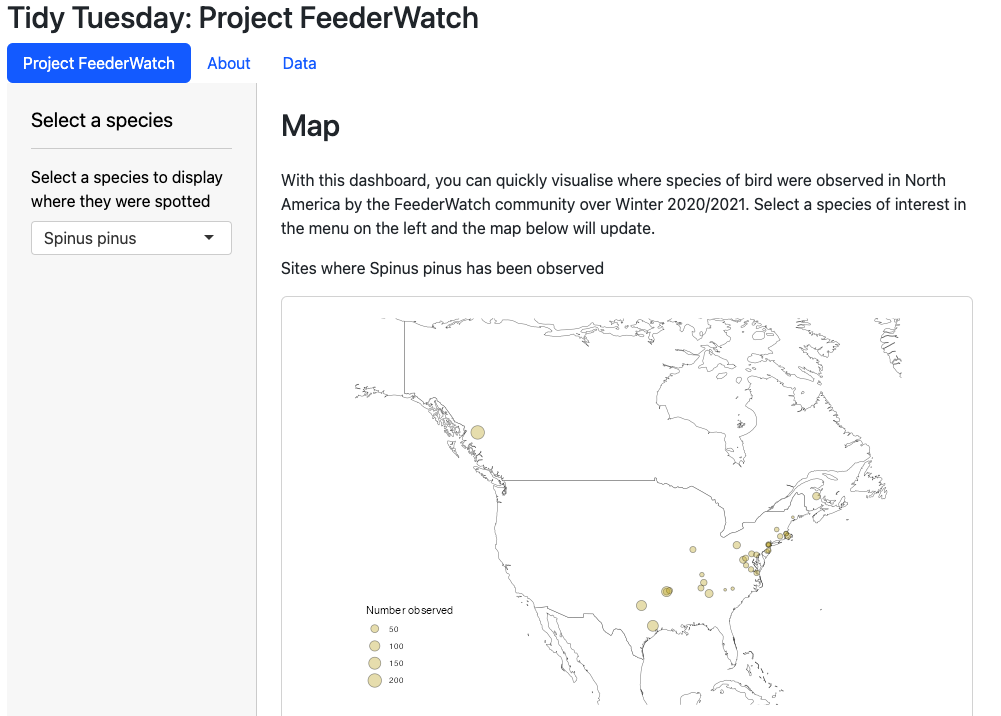 Tidy Tuesday: Project FeederWatch
Project FeederWatch
About
Data
Select a species
Select a species to display
where they were spotted
Spinus pinus
Map
With this dashboard, you can quickly visualise where species of bird were observed in North
America by the FeederWatch community over Winter 2020/2021. Select a species of interest in
the menu on the left and the map below will update.
Sites where Spinus pinus has been observed
Number observed
50
100
150
200